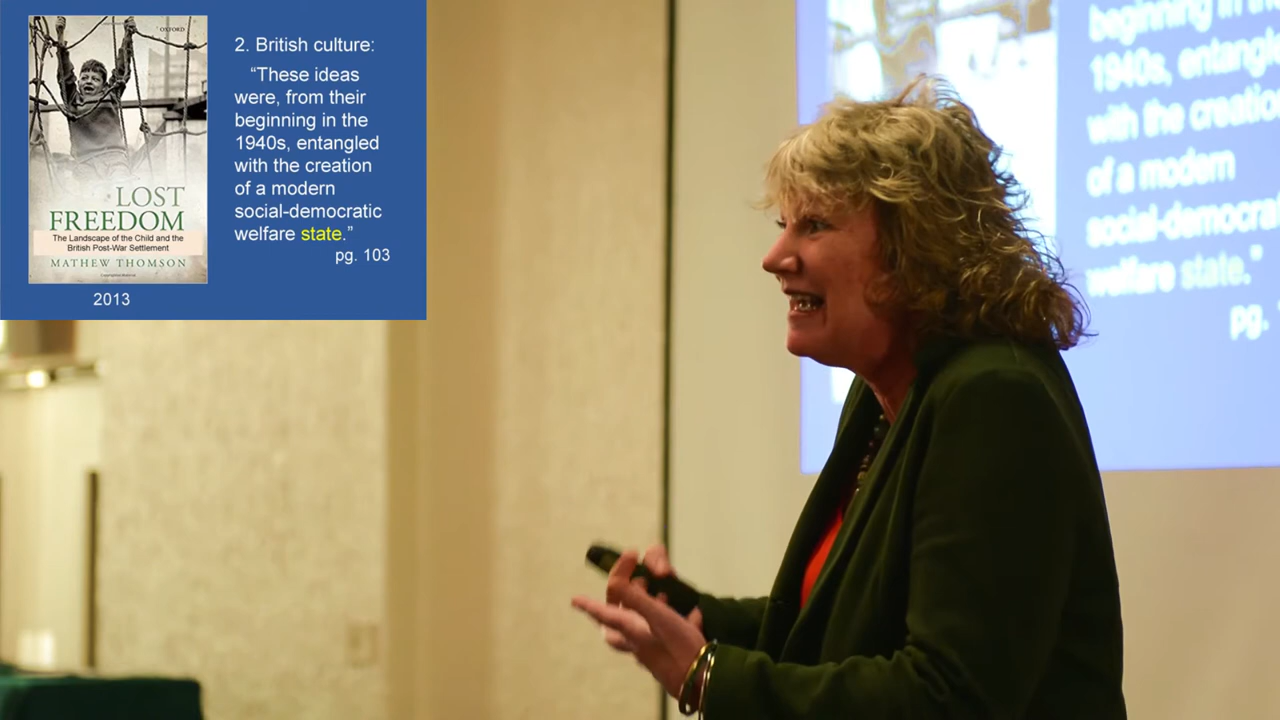 OXFORD
LOST
FREEDOM
The Landscape of the Child and the
British Post-War Settlement
MATHEW THOMSON
2013
2. British culture:
“These ideas
were, from their
beginning in the
1940s, entangled
with the creation
of a modern
social-democratic
welfare state.”
pg. 103
beginning in the
1940s, entangle
with the creatio
of a modern
social-democra
welfare state.”
pg.